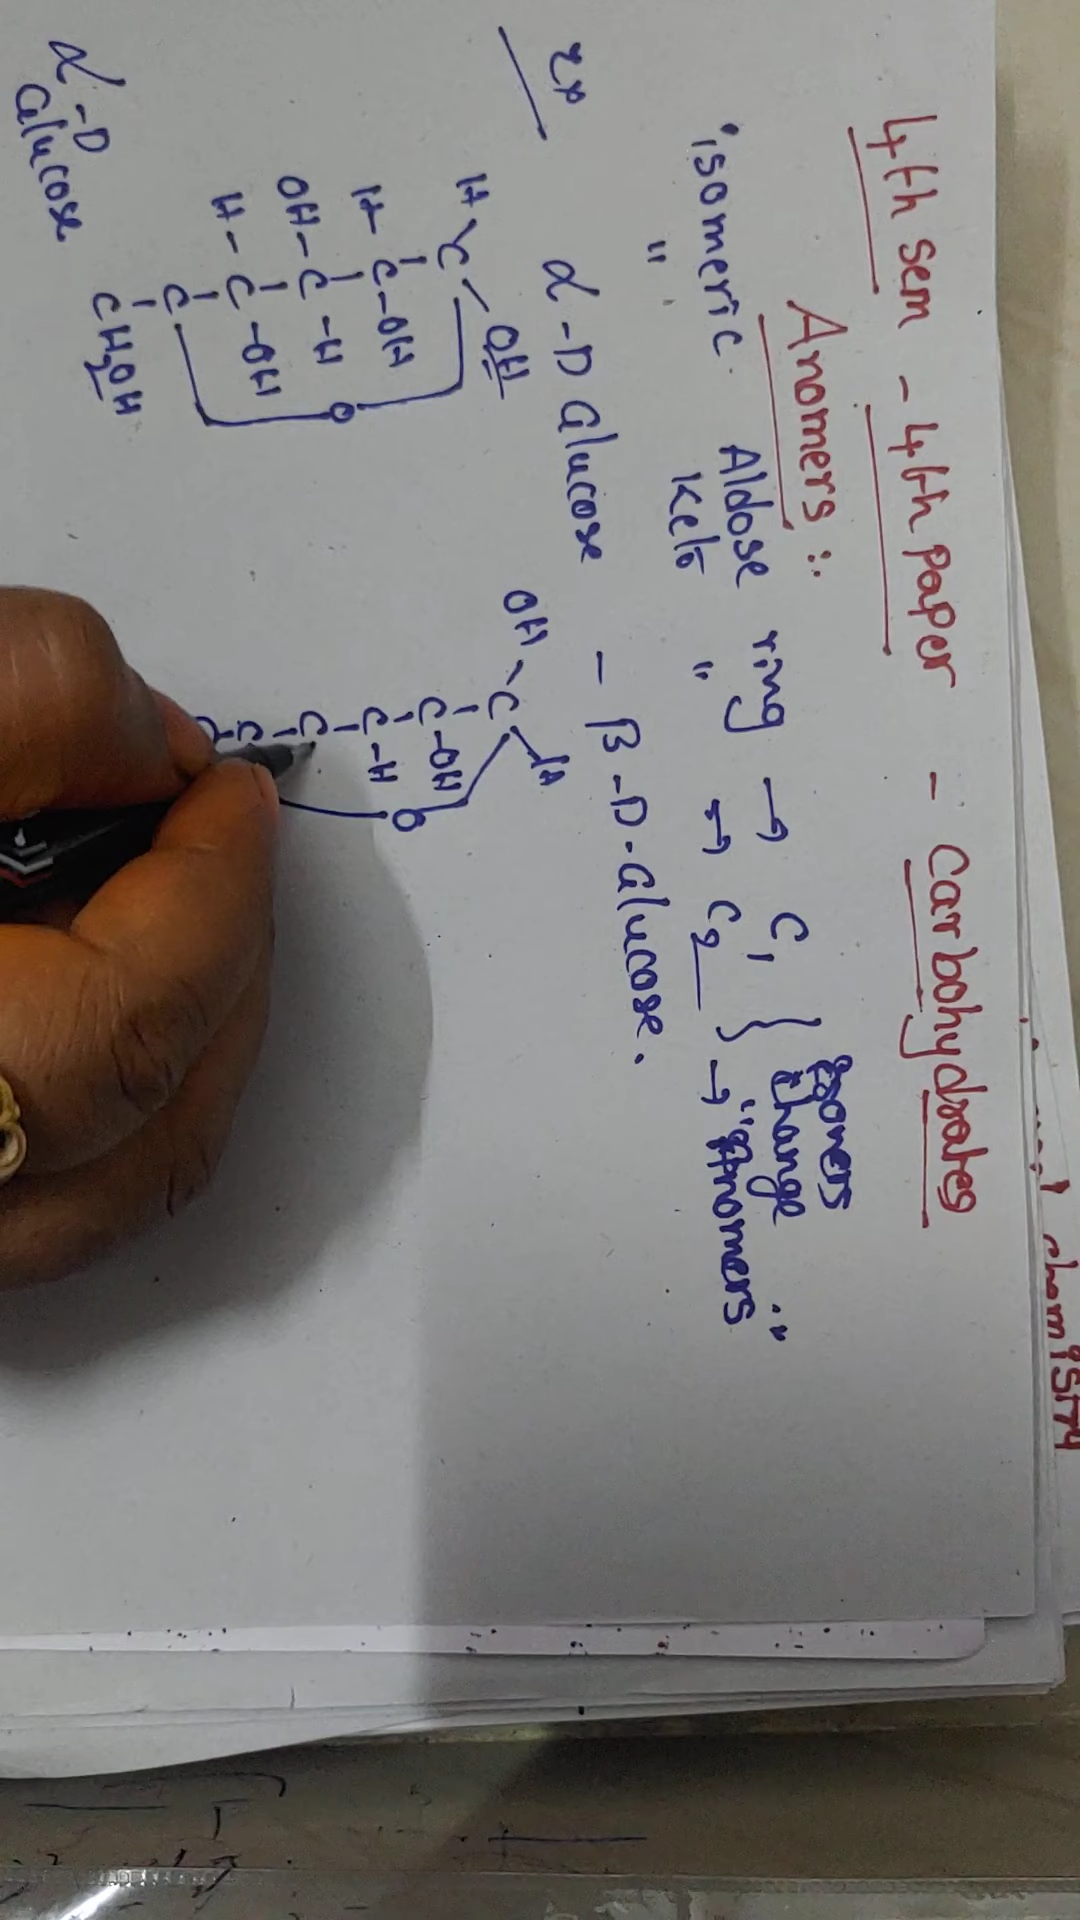 4th sem - 4th paper - Carbohydrates
Anomers :.
isomeric Aldose ring → C1 } change
" Keto " → C2 } → "Anomers"
ex α-D Glucose - β-D-Glucose.
H C OH
H - C - OH
OH - C - H
H - C - OH
C
CH2OH
O
α-D
Glucose
OH - C H
C - OH
C - H
C
C
O
chemistry